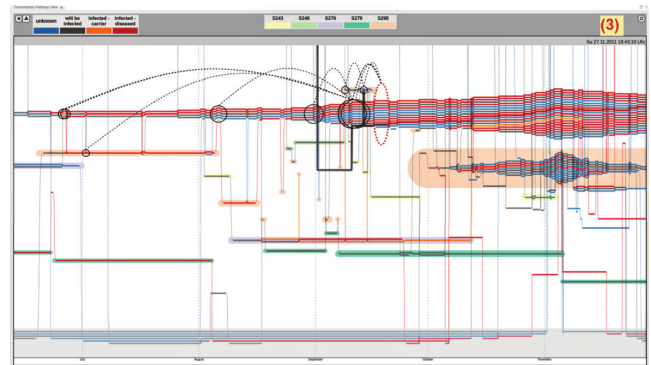 Transmission Pathway View
unknown
will be
infected
infected -
carrier
infected -
diseased
S243 S246 S276 S279 S295
(3)
So 27.11.2011 18:43:10 Uhr
July August September October November